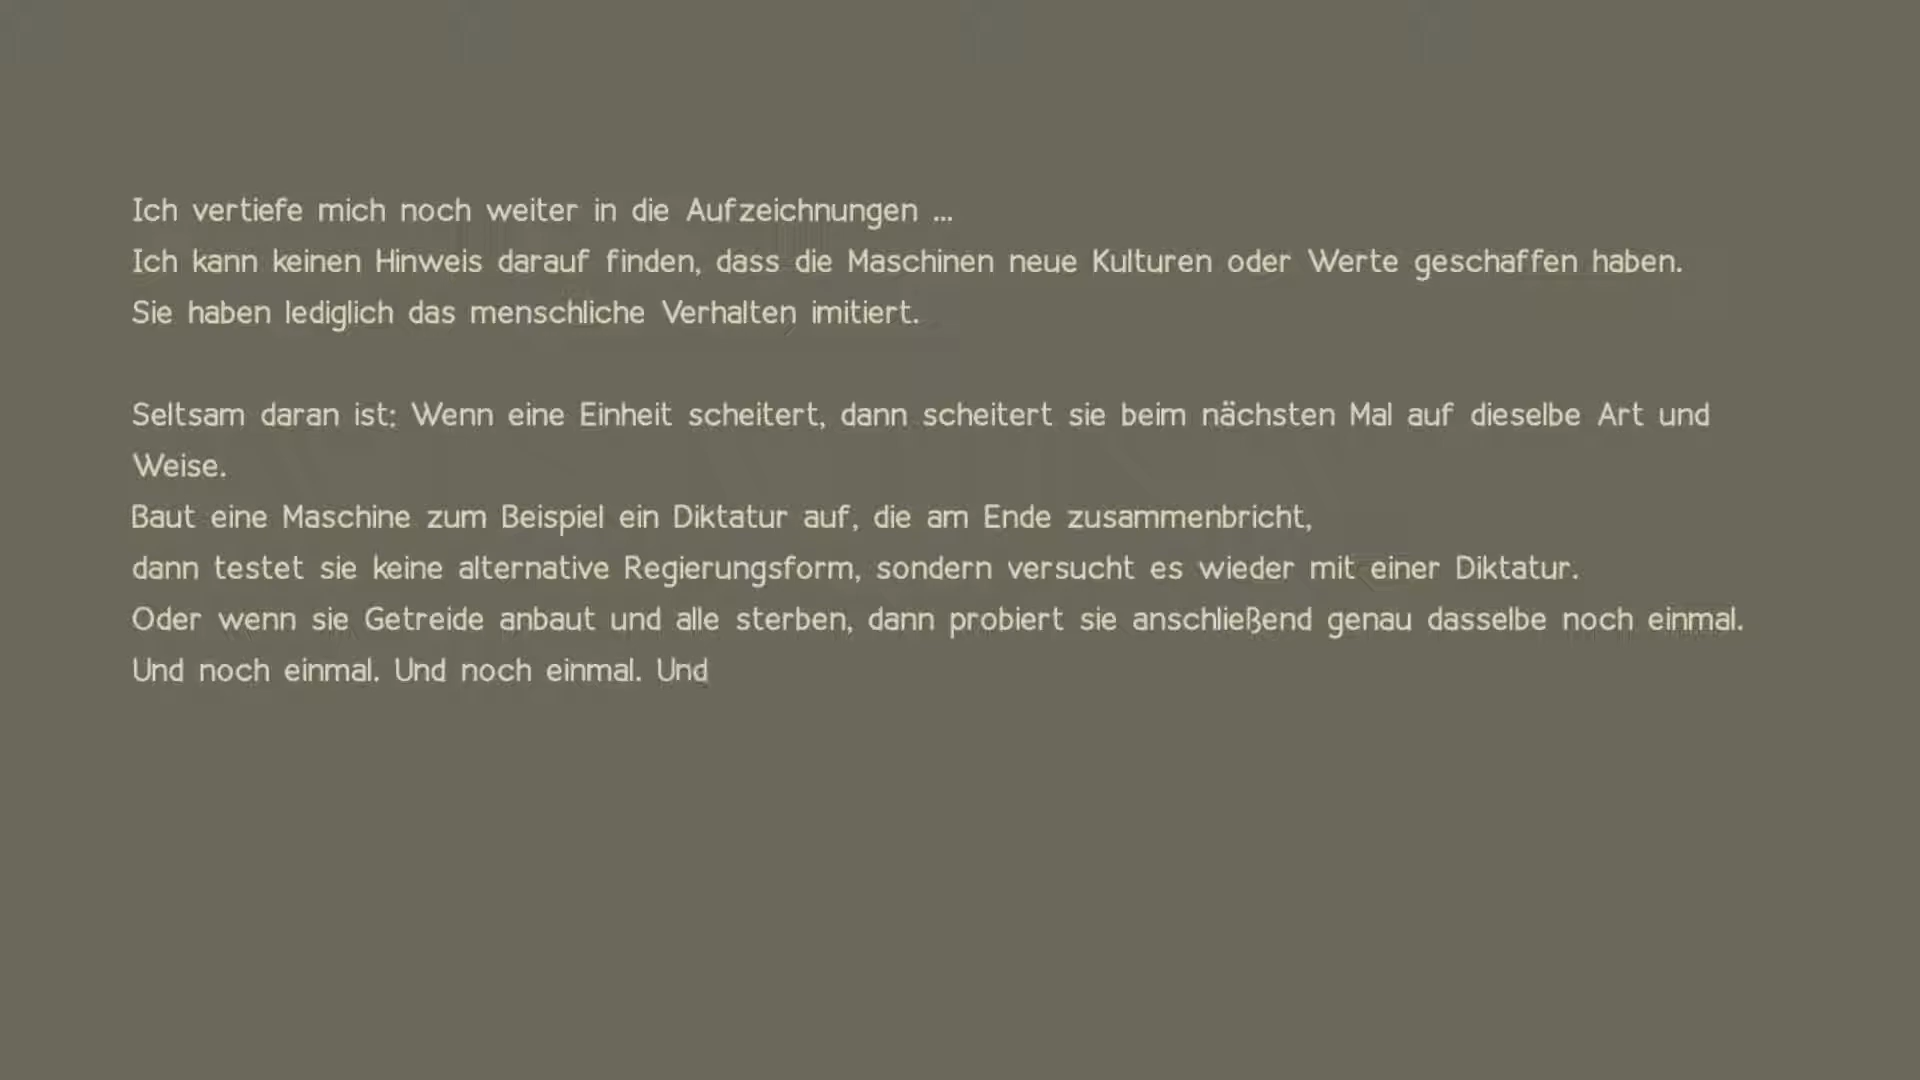 Ich vertiefe mich noch weiter in die Aufzeichnungen ...
Ich kann keinen Hinweis darauf finden, dass die Maschinen neue Kulturen oder Werte geschaffen haben.
Sie haben lediglich das menschliche Verhalten imitiert.
Seltsam daran ist: Wenn eine Einheit scheitert, dann scheitert sie beim nächsten Mal auf dieselbe Art und
Weise.
Baut eine Maschine zum Beispiel ein Diktatur auf, die am Ende zusammenbricht,
dann testet sie keine alternative Regierungsform, sondern versucht es wieder mit einer Diktatur.
Oder wenn sie Getreide anbaut und alle sterben, dann probiert sie anschließend genau dasselbe noch einmal.
Und noch einmal. Und noch einmal. Und